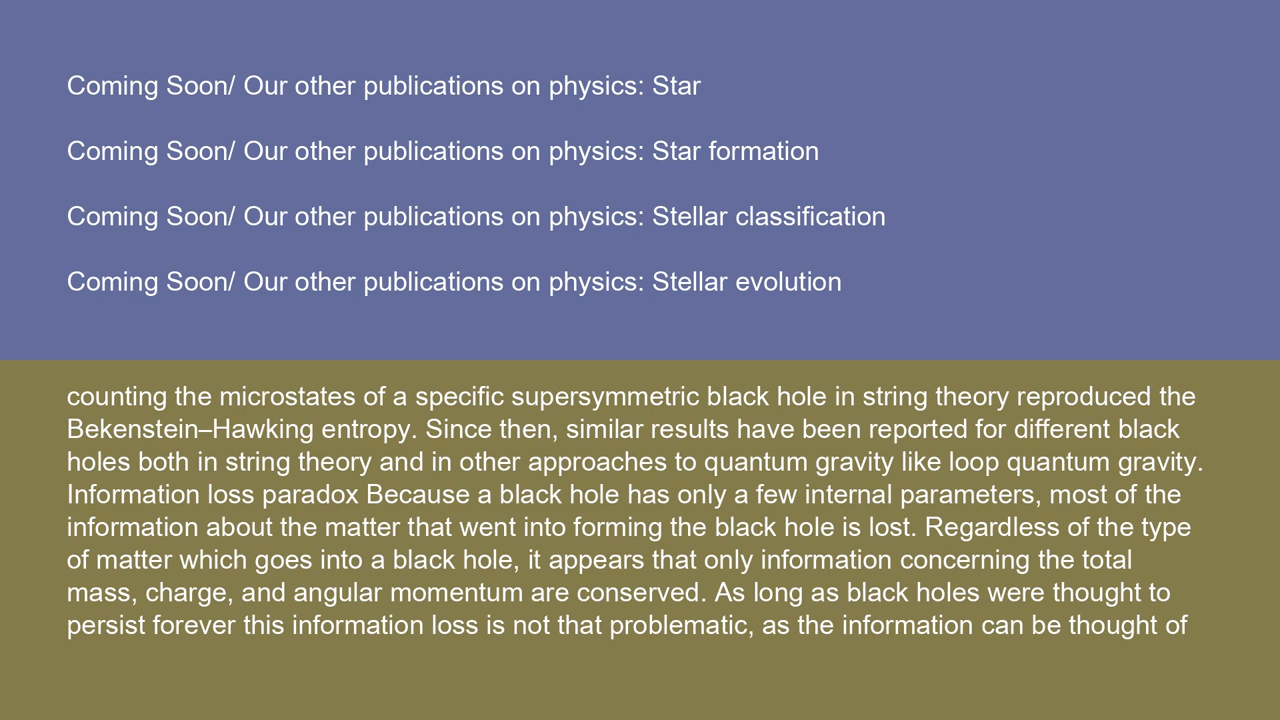 Coming Soon/ Our other publications on physics: Star
Coming Soon/ Our other publications on physics: Star formation
Coming Soon/ Our other publications on physics: Stellar classification
Coming Soon/ Our other publications on physics: Stellar evolution
counting the microstates of a specific supersymmetric black hole in string theory reproduced the
Bekenstein–Hawking entropy. Since then, similar results have been reported for different black
holes both in string theory and in other approaches to quantum gravity like loop quantum gravity.
Information loss paradox Because a black hole has only a few internal parameters, most of the
information about the matter that went into forming the black hole is lost. Regardless of the type
of matter which goes into a black hole, it appears that only information concerning the total
mass, charge, and angular momentum are conserved. As long as black holes were thought to
persist forever this information loss is not that problematic, as the information can be thought of